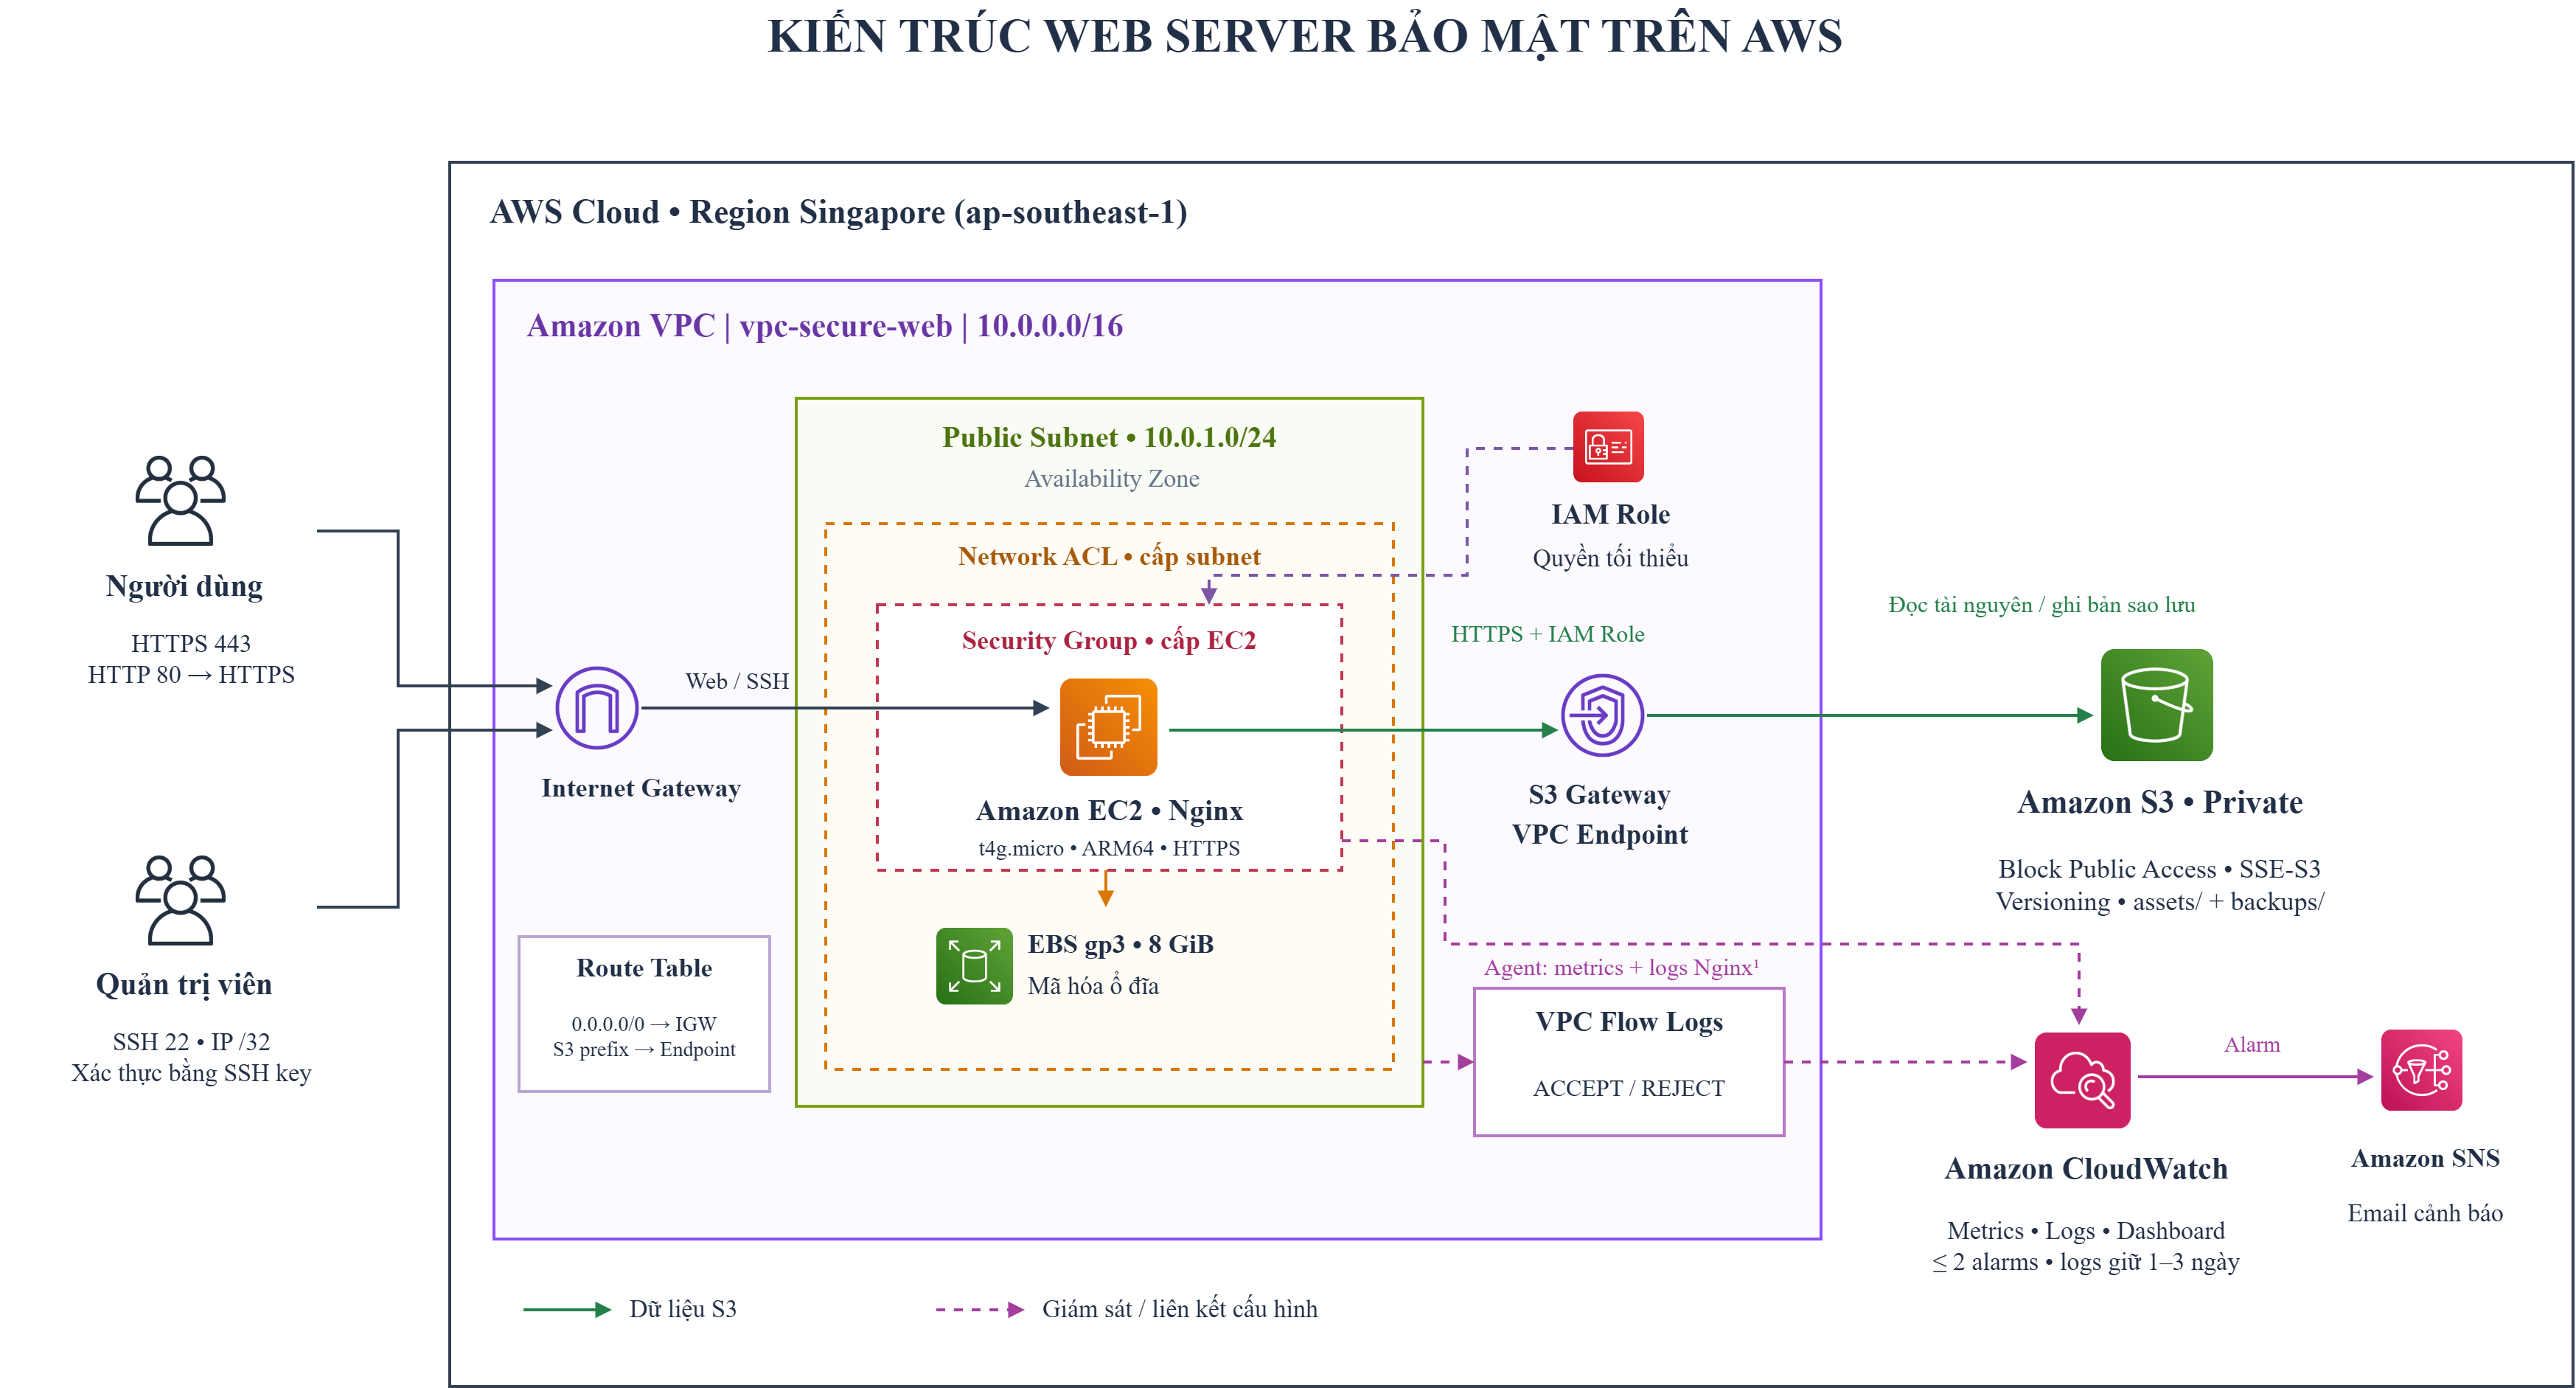 KIẾN TRÚC WEB SERVER BẢO MẬT TRÊN AWS
AWS Cloud • Region Singapore (ap-southeast-1)
Amazon VPC | vpc-secure-web | 10.0.0.0/16
Public Subnet • 10.0.1.0/24
Availability Zone
Network ACL • cấp subnet
Security Group • cấp EC2
Amazon EC2 • Nginx
t4g.micro • ARM64 • HTTPS
EBS gp3 • 8 GiB
Mã hóa ổ đĩa
Người dùng
HTTPS 443
HTTP 80 → HTTPS
Quản trị viên
SSH 22 • IP /32
Xác thực bằng SSH key
Web / SSH
Internet Gateway
Route Table
0.0.0.0/0 → IGW
S3 prefix → Endpoint
IAM Role
Quyền tối thiểu
HTTPS + IAM Role
S3 Gateway
VPC Endpoint
Agent: metrics + logs Nginx¹
VPC Flow Logs
ACCEPT / REJECT
Đọc tài nguyên / ghi bản sao lưu
Amazon S3 • Private
Block Public Access • SSE-S3
Versioning • assets/ + backups/
Alarm
Amazon CloudWatch
Metrics • Logs • Dashboard
≤ 2 alarms • logs giữ 1–3 ngày
Amazon SNS
Email cảnh báo
Dữ liệu S3
Giám sát / liên kết cấu hình